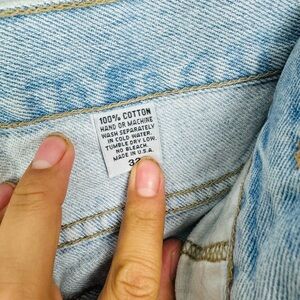 100% COTTON
HAND OR MACHINE
WASH SEPARATELY
IN COLD WATER.
TUMBLE DRY LOW.
NO BLEACH.
MADE IN U.S.A.
32